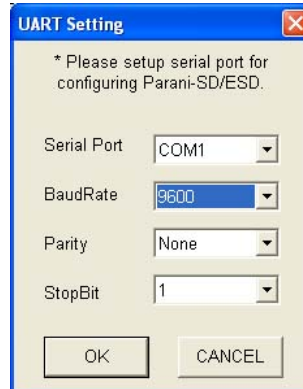 UART Setting
* Please setup serial port for
configuring Parani-SD/ESD.
Serial Port COM1
BaudRate 9600
Parity None
StopBit 1
OK CANCEL